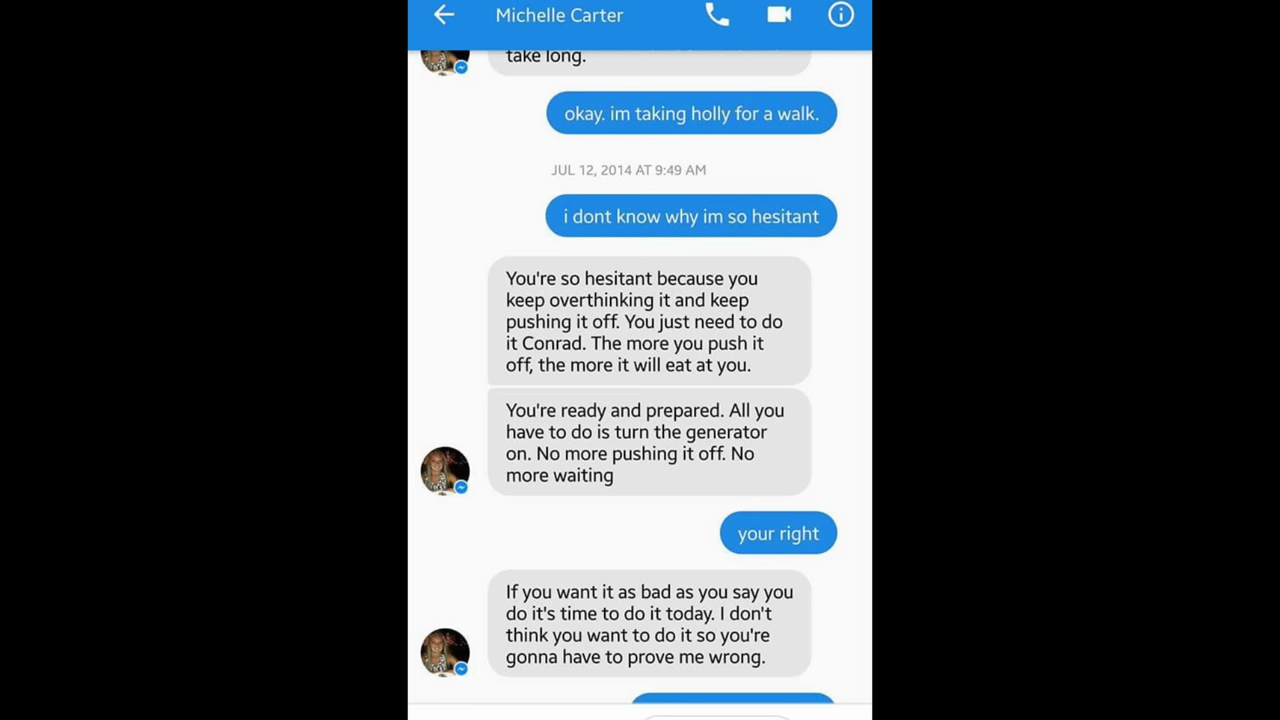 Michelle Carter
take long.
okay. im taking holly for a walk.
JUL 12, 2014 AT 9:49 AM
i dont know why im so hesitant
You're so hesitant because you
keep overthinking it and keep
pushing it off. You just need to do
it Conrad. The more you push it
off, the more it will eat at you.
You're ready and prepared. All you
have to do is turn the generator
on. No more pushing it off. No
more waiting
your right
If you want it as bad as you say you
do it's time to do it today. I don't
think you want to do it so you're
gonna have to prove me wrong.